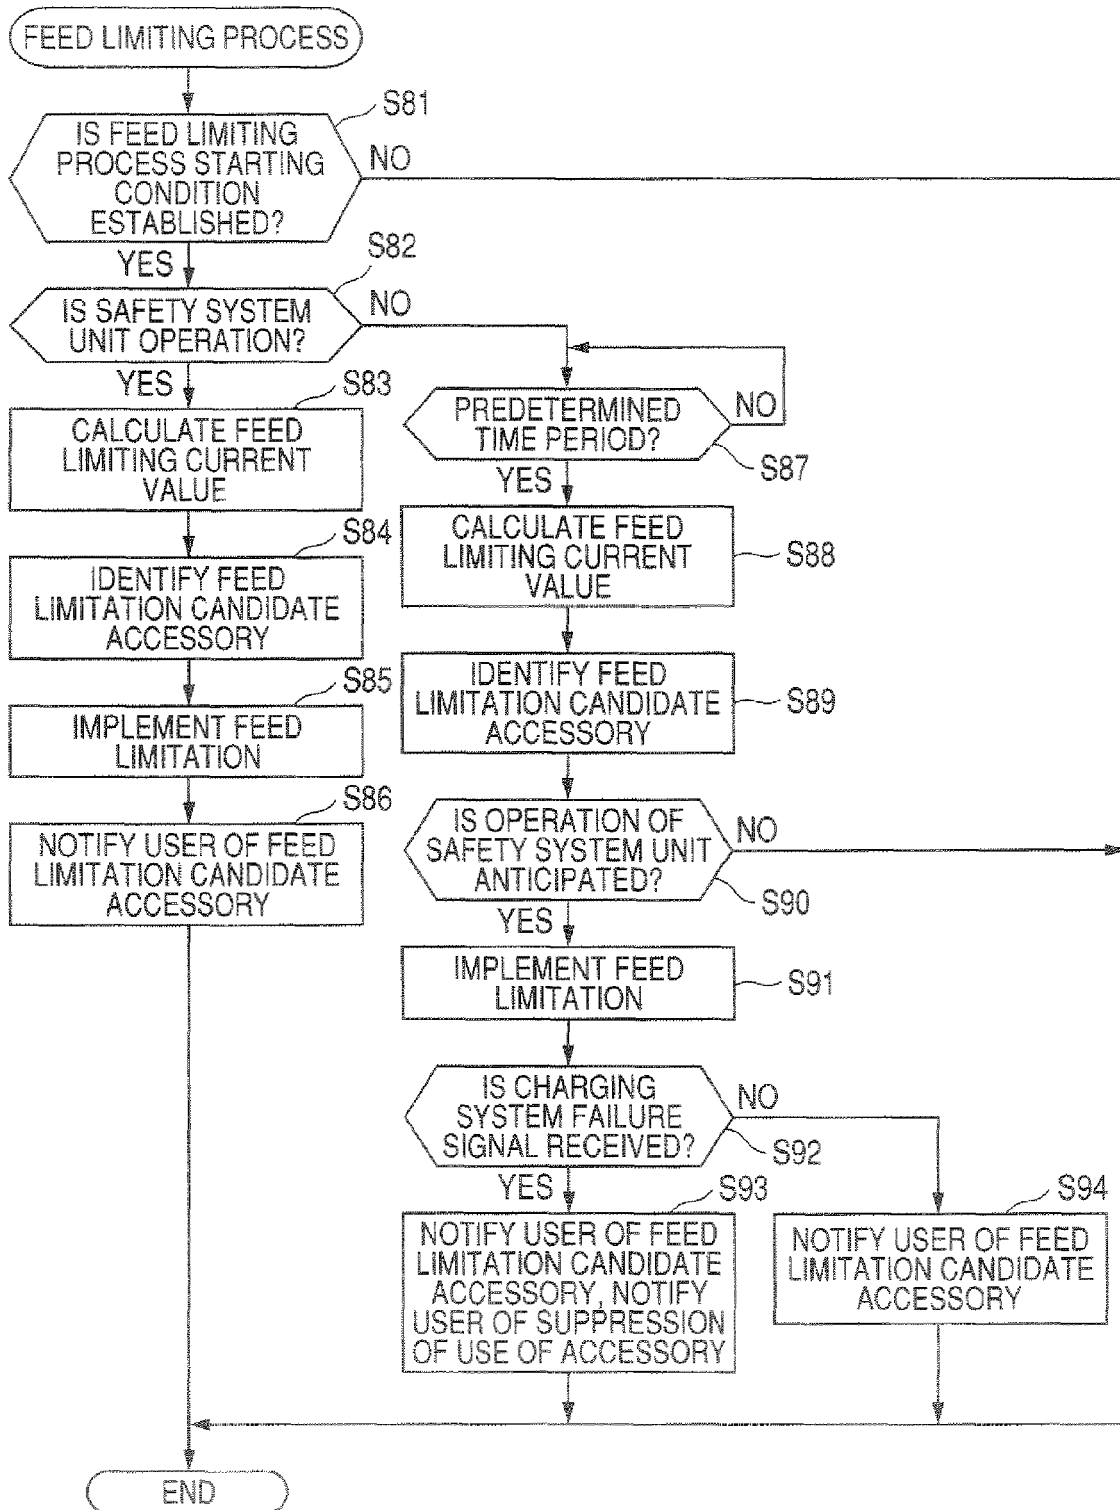 FEED LIMITING PROCESS
S81
IS FEED LIMITING
PROCESS STARTING
CONDITION
ESTABLISHED?
NO
YES
S82
IS SAFETY SYSTEM
UNIT OPERATION?
NO
YES
S83
CALCULATE FEED
LIMITING CURRENT
VALUE
S84
IDENTIFY FEED
LIMITATION CANDIDATE
ACCESSORY
S85
IMPLEMENT FEED
LIMITATION
S86
NOTIFY USER OF FEED
LIMITATION CANDIDATE
ACCESSORY
PREDETERMINED
TIME PERIOD?
NO
S87
YES
CALCULATE FEED
LIMITING CURRENT
VALUE
S88
IDENTIFY FEED
LIMITATION CANDIDATE
ACCESSORY
S89
IS OPERATION OF
SAFETY SYSTEM UNIT
ANTICIPATED?
NO
S90
YES
IMPLEMENT FEED
LIMITATION
S91
IS CHARGING
SYSTEM FAILURE
SIGNAL RECEIVED?
NO
S92
YES
S93
NOTIFY USER OF FEED
LIMITATION CANDIDATE
ACCESSORY, NOTIFY
USER OF SUPPRESSION
OF USE OF ACCESSORY
S94
NOTIFY USER OF FEED
LIMITATION CANDIDATE
ACCESSORY
END